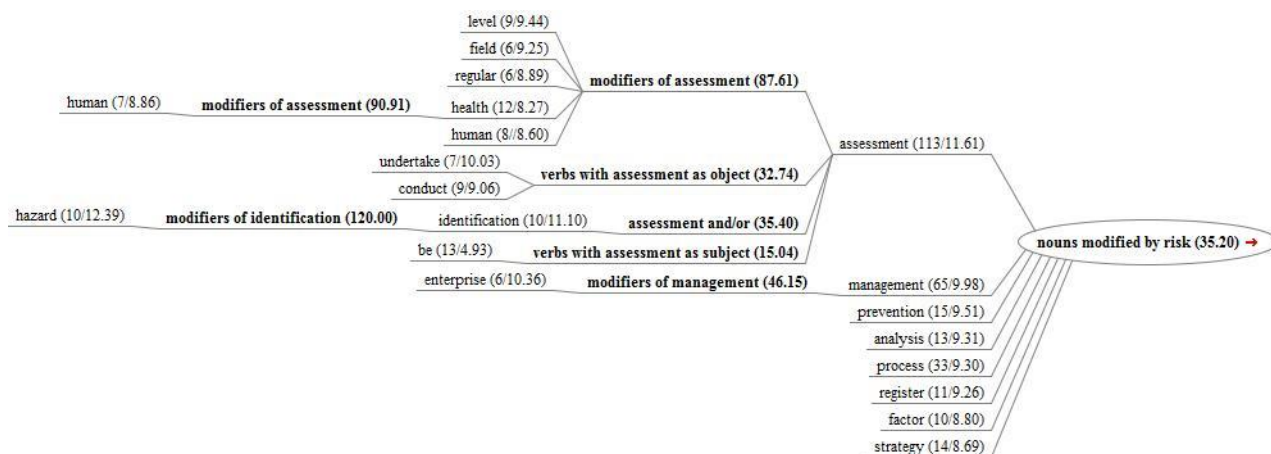 level (9/9.44)
field (6/9.25)
regular (6/8.89)
modifiers of assessment (87.61)
human (7/8.86)
modifiers of assessment (90.91)
health (12/8.27)
human (8//8.60)
assessment (113/11.61)
undertake (7/10.03)
verbs with assessment as object (32.74)
conduct (9/9.06)
hazard (10/12.39)
modifiers of identification (120.00)
identification (10/11.10)
assessment and/or (35.40)
be (13/4.93)
verbs with assessment as subject (15.04)
nouns modified by risk (35.20) →
enterprise (6/10.36)
modifiers of management (46.15)
management (65/9.98)
prevention (15/9.51)
analysis (13/9.31)
process (33/9.30)
register (11/9.26)
factor (10/8.80)
strategy (14/8.69)